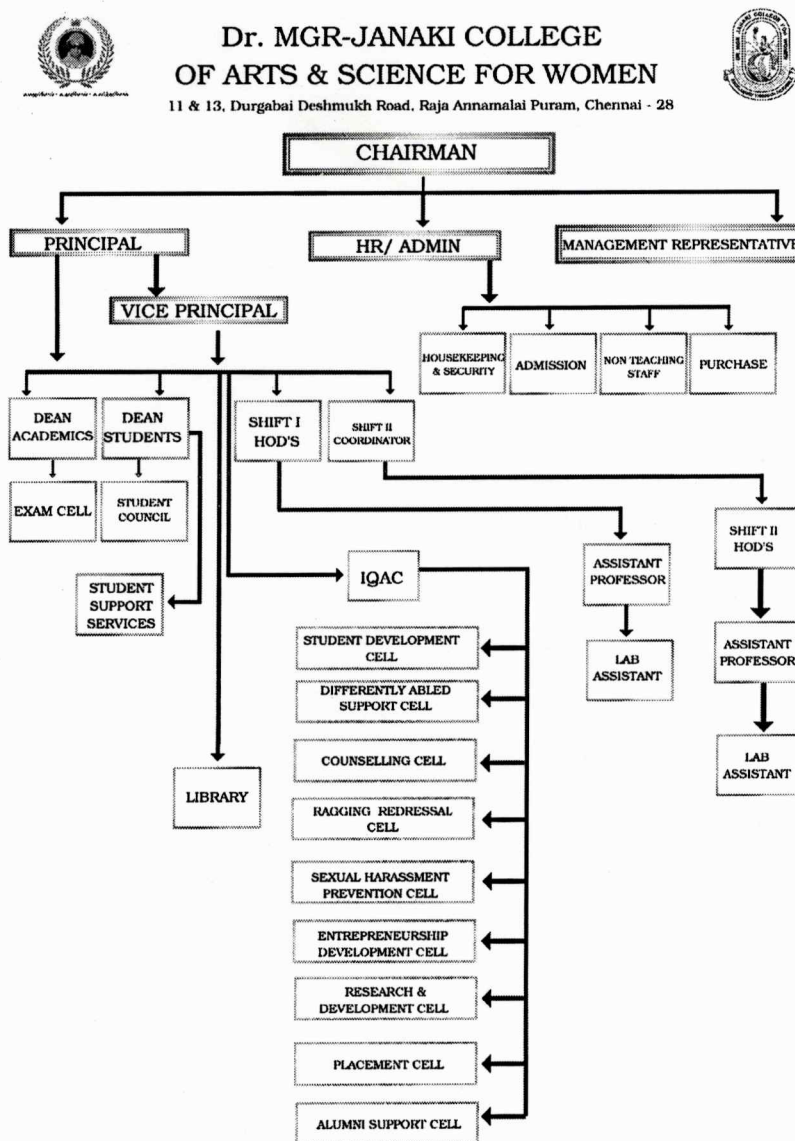 Dr. MGR-JANAKI COLLEGE
OF ARTS & SCIENCE FOR WOMEN
11 & 13, Durgabai Deshmukh Road, Raja Annamalai Puram, Chennai - 28
CHAIRMAN
PRINCIPAL
HR/ ADMIN
MANAGEMENT REPRESENTATIVE
VICE PRINCIPAL
HOUSEKEEPING
& SECURITY
ADMISSION
NON TEACHING
STAFF
PURCHASE
DEAN
ACADEMICS
DEAN
STUDENTS
SHIFT I
HOD'S
SHIFT II
COORDINATOR
EXAM CELL
STUDENT
COUNCIL
SHIFT II
HOD'S
STUDENT
SUPPORT
SERVICES
IQAC
ASSISTANT
PROFESSOR
STUDENT DEVELOPMENT
CELL
LAB
ASSISTANT
ASSISTANT
PROFESSOR
DIFFERENTLY ABLED
SUPPORT CELL
COUNSELLING CELL
LAB
ASSISTANT
LIBRARY
RAGGING REDRESSAL
CELL
SEXUAL HARASSMENT
PREVENTION CELL
ENTREPRENEURSHIP
DEVELOPMENT CELL
RESEARCH &
DEVELOPMENT CELL
PLACEMENT CELL
ALUMNI SUPPORT CELL